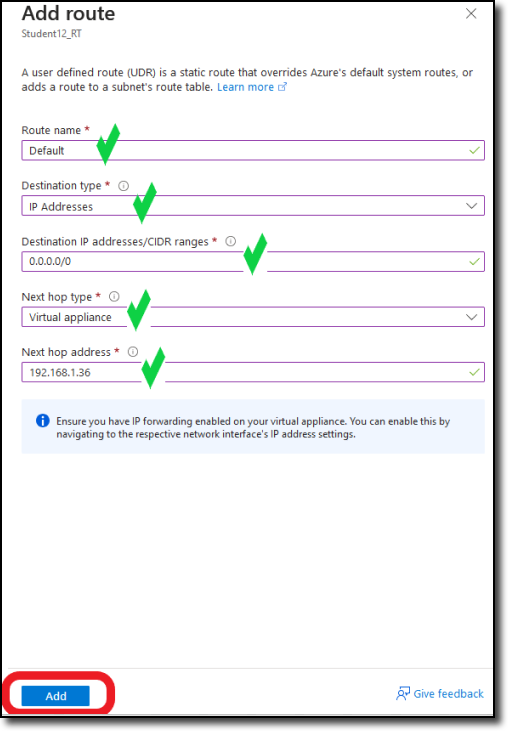 Add route
Student12_RT
A user defined route (UDR) is a static route that overrides Azure's default system routes, or
adds a route to a subnet's route table. Learn more
Route name *
Default
Destination type *
IP Addresses
Destination IP addresses/CIDR ranges *
0.0.0.0/0
Next hop type *
Virtual appliance
Next hop address *
192.168.1.36
Ensure you have IP forwarding enabled on your virtual appliance. You can enable this by
navigating to the respective network interface's IP address settings.
Add
Give feedback